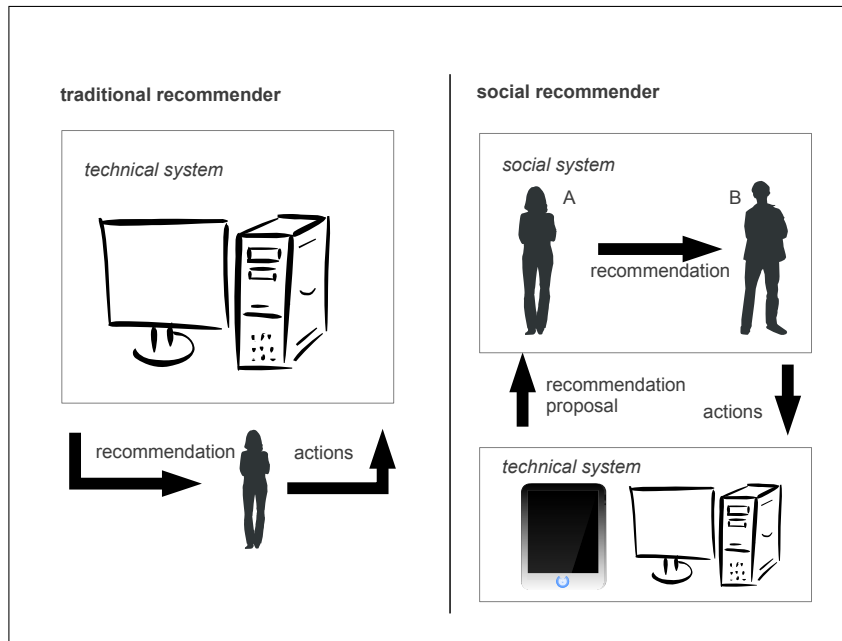 traditional recommender
technical system
recommendation
actions
social recommender
social system
A
B
recommendation
recommendation
proposal
actions
technical system